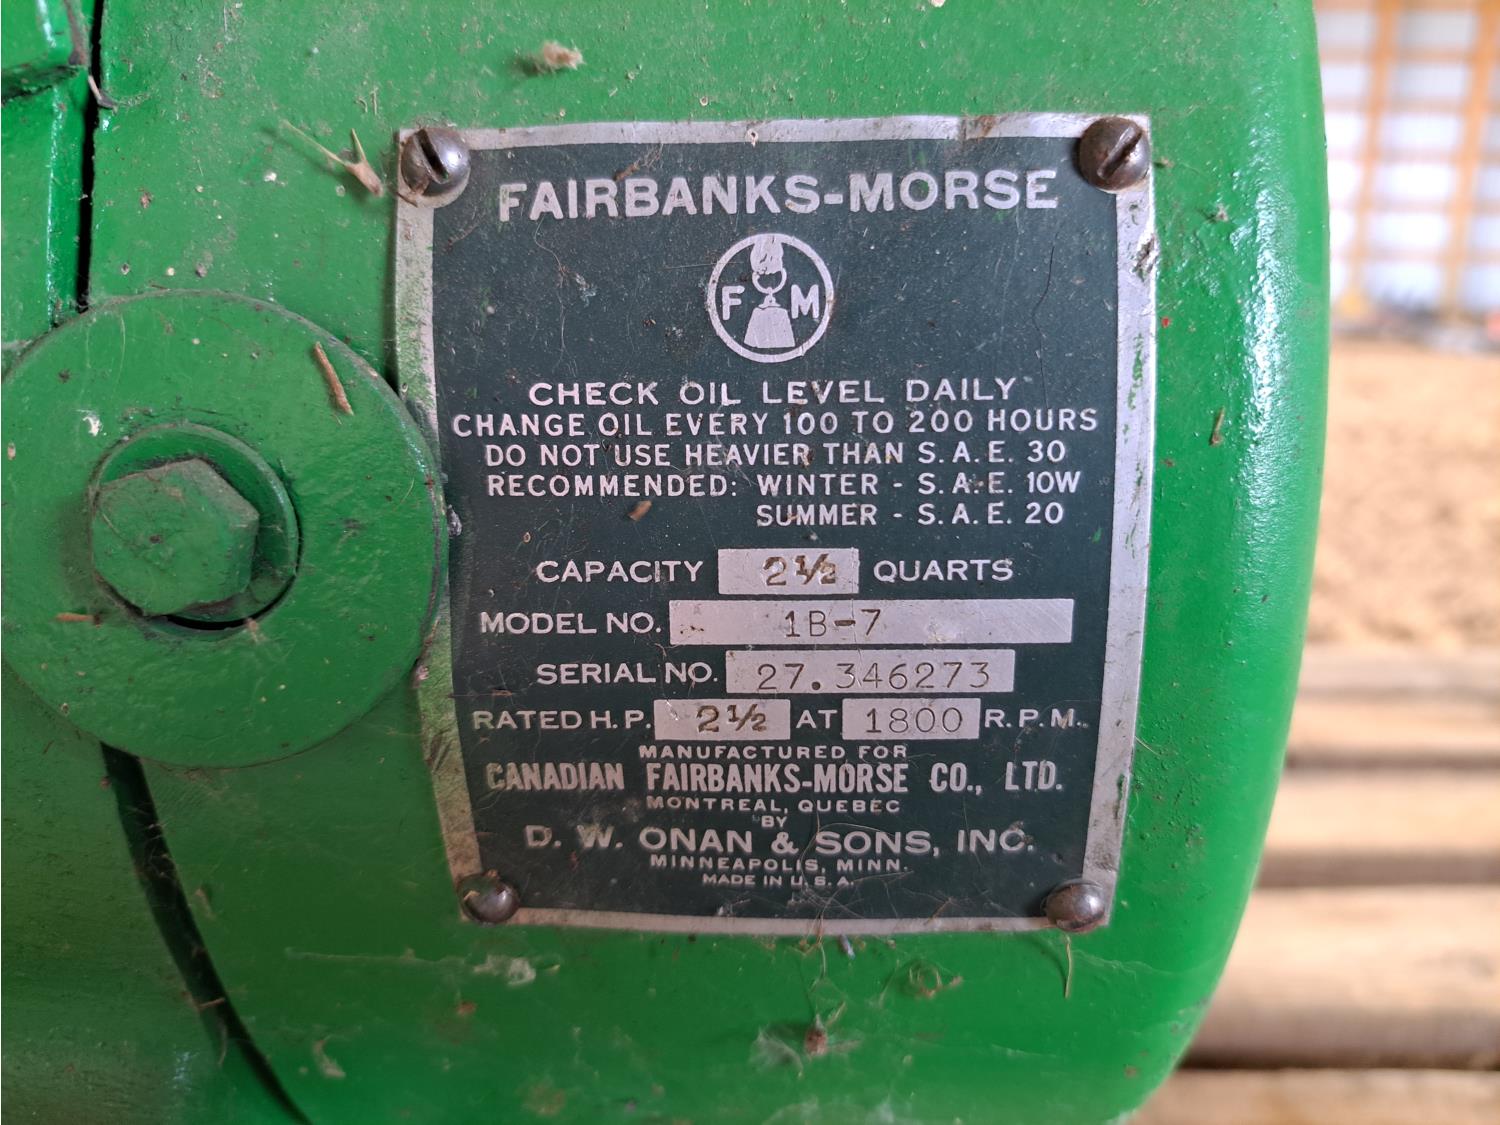 FAIRBANKS-MORSE
F M
CHECK OIL LEVEL DAILY
CHANGE OIL EVERY 100 TO 200 HOURS
DO NOT USE HEAVIER THAN S.A.E. 30
RECOMMENDED: WINTER - S.A.E. 10W
SUMMER - S.A.E. 20
CAPACITY 2½ QUARTS
MODEL NO. 1B-7
SERIAL NO. 27.346273
RATED H.P. 2½ AT 1800 R.P.M.
MANUFACTURED FOR
CANADIAN FAIRBANKS-MORSE CO., LTD.
MONTREAL, QUEBEC
BY
D. W. ONAN & SONS, INC.
MINNEAPOLIS, MINN.
MADE IN U.S.A.